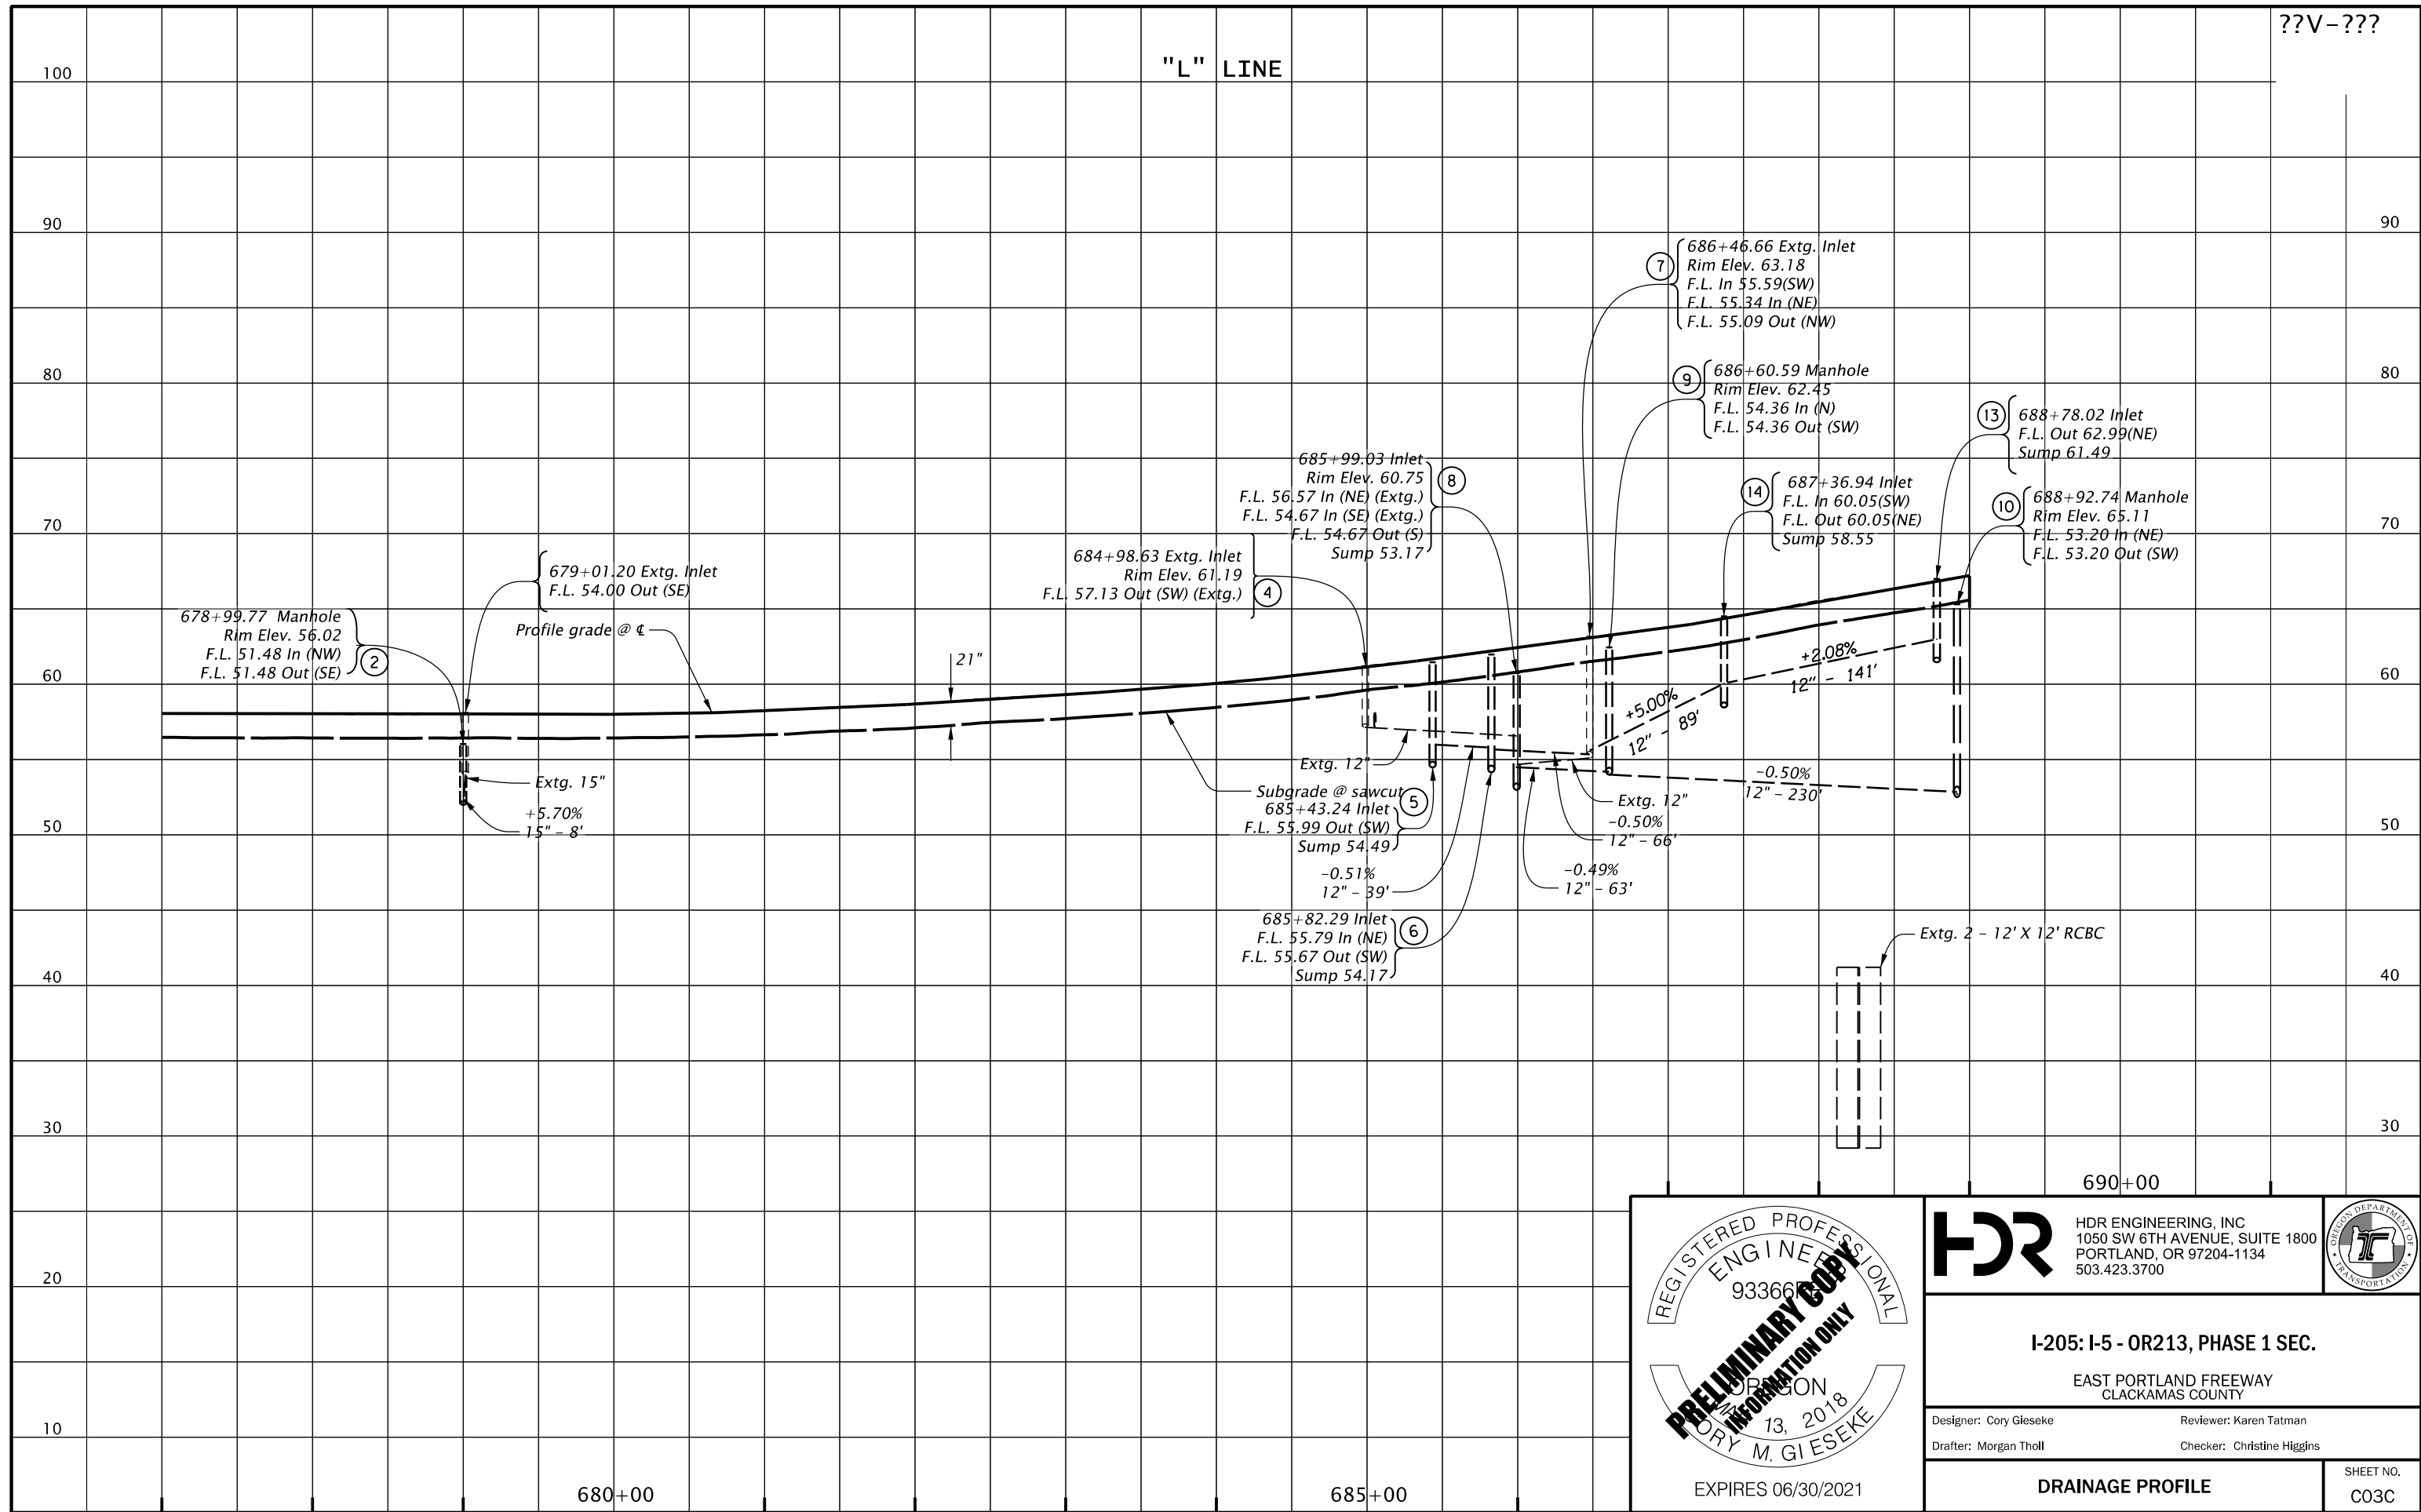 ??V-???
"L" LINE
100
90
90
80
80
70
70
60
60
50
50
40
40
30
30
20
10
678+99.77 Manhole
Rim Elev. 56.02
F.L. 51.48 In (NW)
F.L. 51.48 Out (SE)
2
679+01.20 Extg. Inlet
F.L. 54.00 Out (SE)
Profile grade @ ℄
21"
Extg. 15"
+5.70%
15" - 8'
684+98.63 Extg. Inlet
Rim Elev. 61.19
F.L. 57.13 Out (SW) (Extg.)
4
685+99.03 Inlet
Rim Elev. 60.75
F.L. 56.57 In (NE) (Extg.)
F.L. 54.67 In (SE) (Extg.)
F.L. 54.67 Out (S)
Sump 53.17
8
7
686+46.66 Extg. Inlet
Rim Elev. 63.18
F.L. In 55.59(SW)
F.L. 55.34 In (NE)
F.L. 55.09 Out (NW)
9
686+60.59 Manhole
Rim Elev. 62.45
F.L. 54.36 In (N)
F.L. 54.36 Out (SW)
14
687+36.94 Inlet
F.L. In 60.05(SW)
F.L. Out 60.05(NE)
Sump 58.55
13
688+78.02 Inlet
F.L. Out 62.99(NE)
Sump 61.49
10
688+92.74 Manhole
Rim Elev. 65.11
F.L. 53.20 In (NE)
F.L. 53.20 Out (SW)
+2.08%
12" - 141'
+5.00%
12" - 89'
-0.50%
12" - 230'
Extg. 12"
Subgrade @ sawcut
685+43.24 Inlet
F.L. 55.99 Out (SW)
Sump 54.49
5
-0.51%
12" - 39'
685+82.29 Inlet
F.L. 55.79 In (NE)
F.L. 55.67 Out (SW)
Sump 54.17
6
Extg. 12"
-0.50%
12" - 66'
-0.49%
12" - 63'
Extg. 2 - 12' X 12' RCBC
680+00
685+00
690+00
REGISTERED PROFESSIONAL
ENGINEER
93366
PRELIMINARY COPY
INFORMATION ONLY
OREGON
13, 2018
CORY M. GIESEKE
EXPIRES 06/30/2021
HDR
HDR ENGINEERING, INC
1050 SW 6TH AVENUE, SUITE 1800
PORTLAND, OR 97204-1134
503.423.3700
OREGON DEPARTMENT OF TRANSPORTATION
I-205: I-5 - OR213, PHASE 1 SEC.
EAST PORTLAND FREEWAY
CLACKAMAS COUNTY
Designer: Cory Gieseke
Reviewer: Karen Tatman
Drafter: Morgan Tholl
Checker: Christine Higgins
DRAINAGE PROFILE
SHEET NO.
C03C